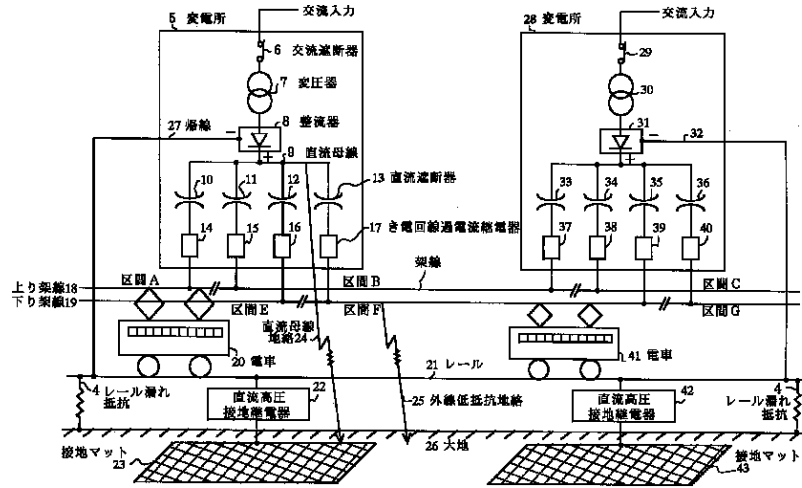 交流入力
交流入力
5 変電所
28 変電所
6 交流遮断器
29
7 変圧器
30
27 帰線
8 整流器
31
32
−
−
+
+
9 直流母線
10
11
12
13 直流遮断器
33
34
35
36
14
15
16
17 き電回線過電流継電器
37
38
39
40
架線
区間A
区間B
区間C
上り架線18
下り架線19
区間E
区間F
区間G
直流母線
地絡24
20 電車
41 電車
21 レール
4
レール漏れ
抵抗
直流高圧
接地継電器
22
25 外線低抵抗地絡
直流高圧
接地継電器
42
4
レール漏れ
抵抗
26 大地
接地マット
23
接地マット
43